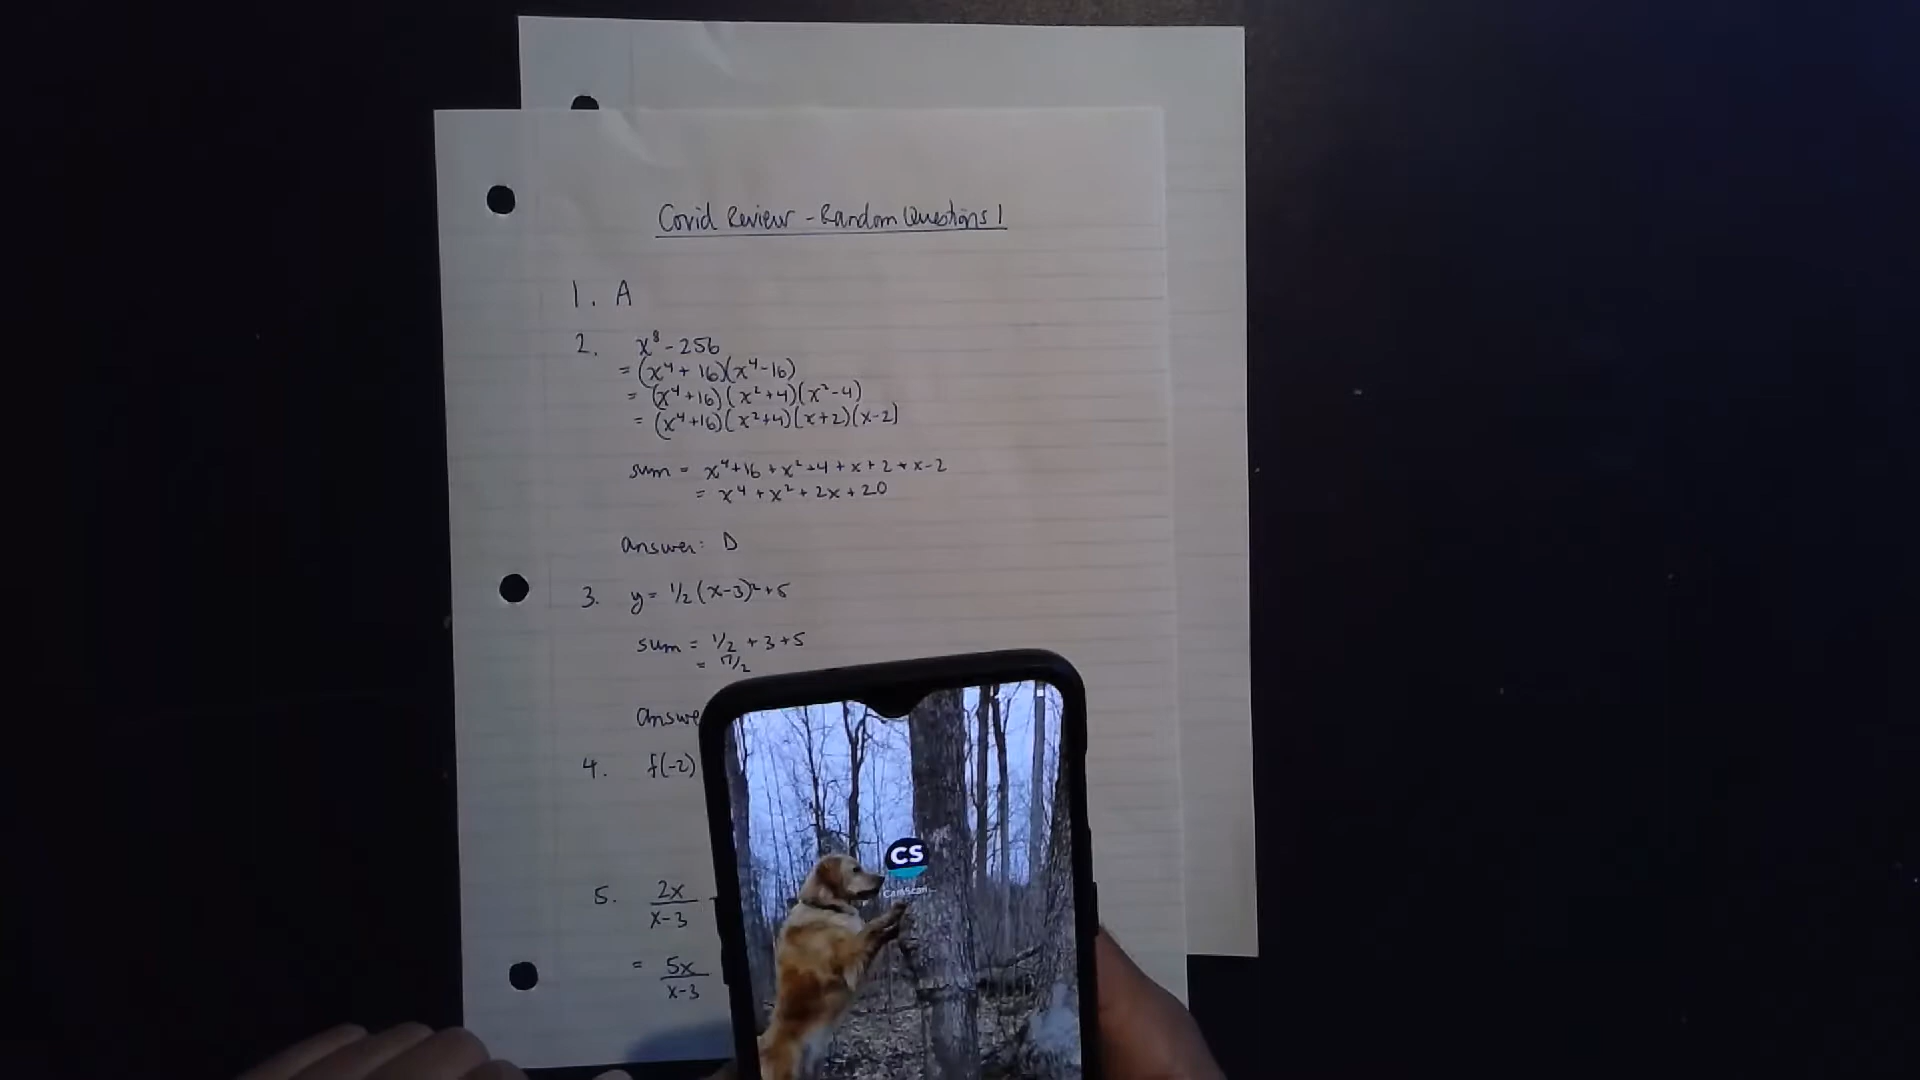 Covid Review - Random Questions 1
1. A
2. x⁸ - 256
= (x⁴ + 16)(x⁴ - 16)
= (x⁴ + 16)(x² + 4)(x² - 4)
= (x⁴ + 16)(x² + 4)(x + 2)(x - 2)
sum = x⁴ + 16 + x² + 4 + x + 2 + x - 2
= x⁴ + x² + 2x + 20
answer: D
3. y = 1/2 (x - 3)² + 5
sum = 1/2 + 3 + 5
= 17/2
answe
4. f(-2)
CS
CamScan...
5. 2x/(x-3)
= 5x/(x-3)